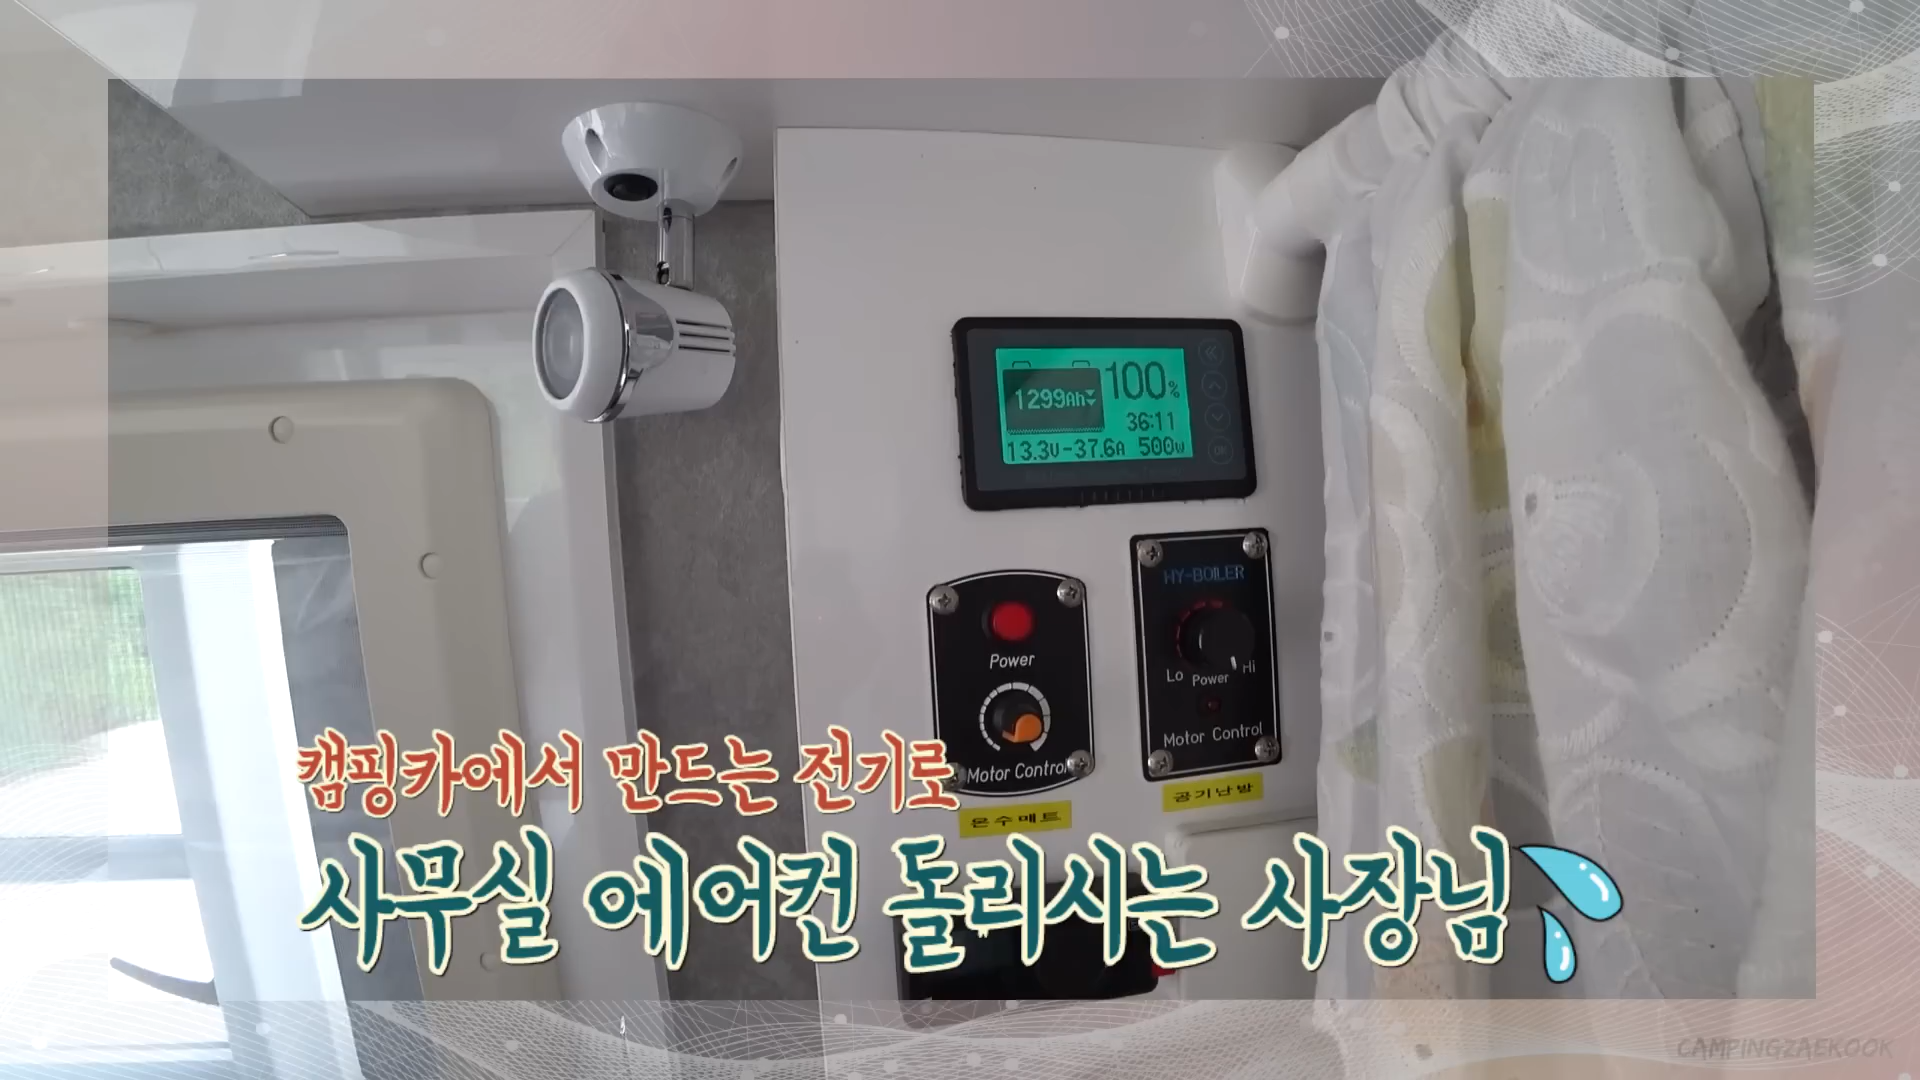 100%
1299Ah
36:11
13.3V-37.6A 500W
OK
HY-BOILER
Power
Lo Power Hi
Motor Control
Motor Control
온수매트
공기난방
캠핑카에서 만드는 전기로
사무실 에어컨 돌리시는 사장님
CAMPINGZAEKOOK